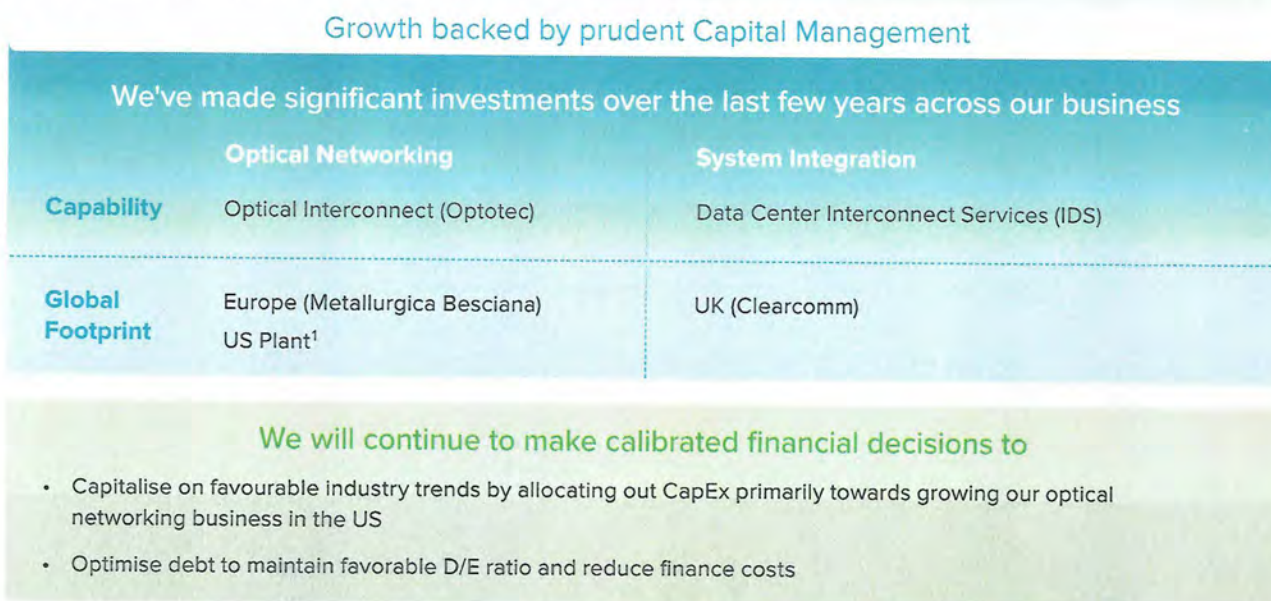 Growth backed by prudent Capital Management
We've made significant investments over the last few years across our business
Optical Networking
System Integration
Capability
Optical Interconnect (Optotec)
Data Center Interconnect Services (IDS)
Global
Footprint
Europe (Metallurgica Besciana)
US Plant¹
UK (Clearcomm)
We will continue to make calibrated financial decisions to
• Capitalise on favourable industry trends by allocating out CapEx primarily towards growing our optical
networking business in the US
• Optimise debt to maintain favorable D/E ratio and reduce finance costs